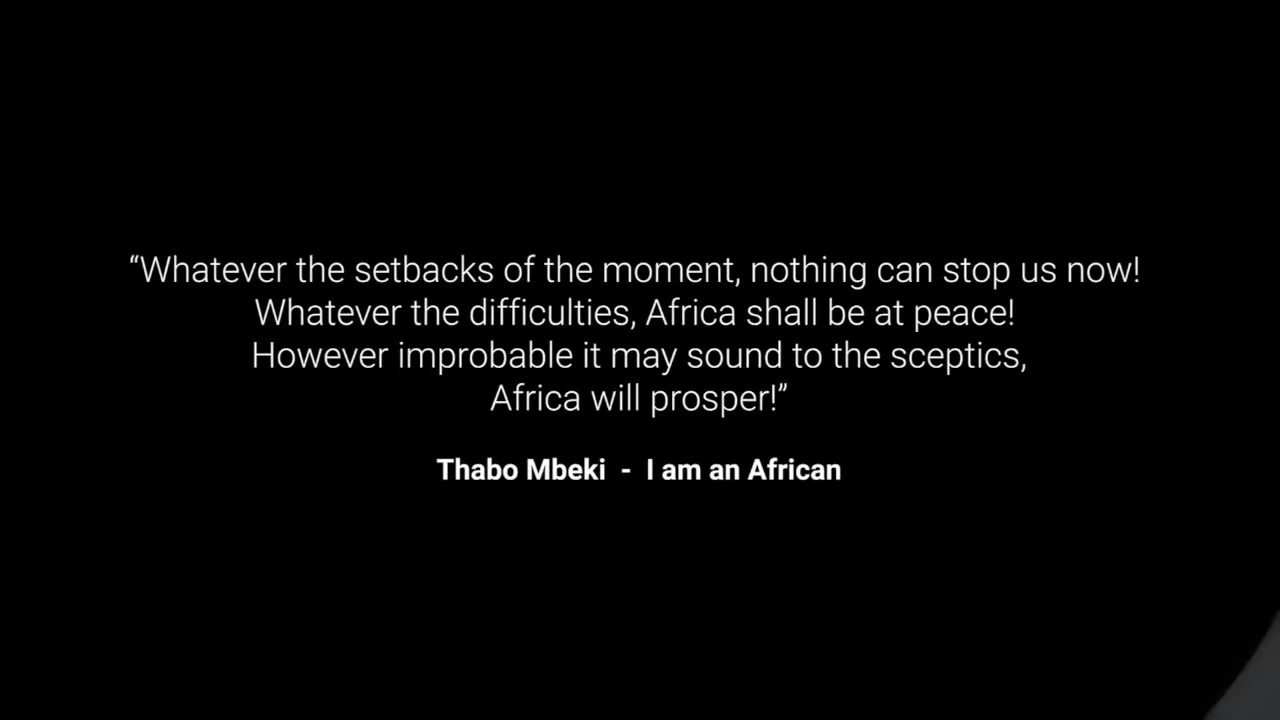 “Whatever the setbacks of the moment, nothing can stop us now!
Whatever the difficulties, Africa shall be at peace!
However improbable it may sound to the sceptics,
Africa will prosper!”
Thabo Mbeki - I am an African